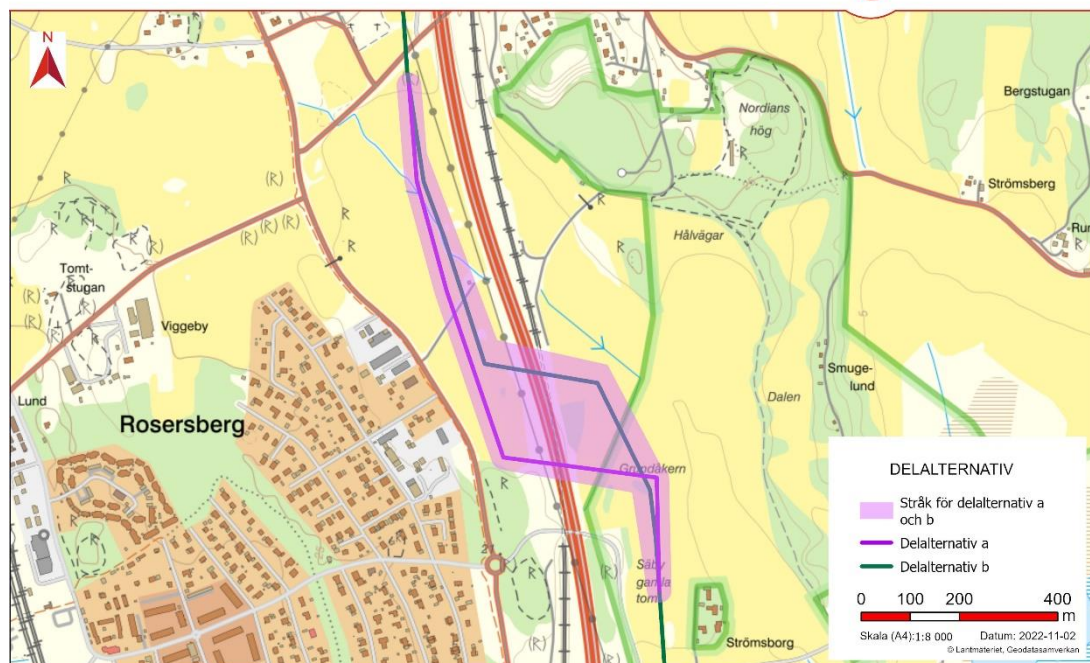 N
Nordians
hög
Bergstugan
Strömsberg
Hålvägar
(R)
(R)
R
(R)
(R) (R) (R)
R
R
R
R
(R)
(R)
(R)
Tomt-
stugan
Viggeby
Lund
Rosersberg
Smuge-
lund
Dalen
Grundåkern
Säby
gamla
tomt
Strömsborg
R
R
R
(R)
(R)
DELALTERNATIV
Stråk för delalternativ a
och b
Delalternativ a
Delalternativ b
0 100 200 400
m
Skala (A4):1:8 000 Datum: 2022-11-02
© Lantmäteriet, Geodatasamverkan